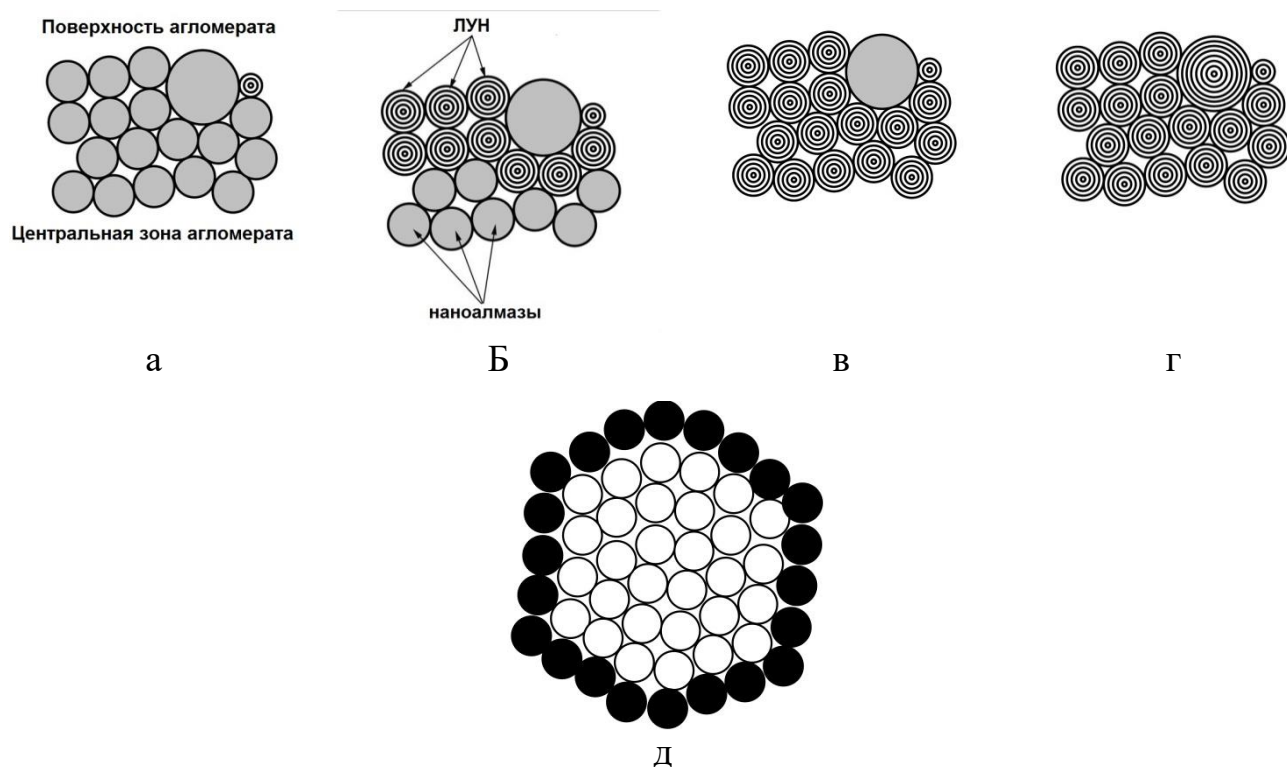 Поверхность агломерата
ЛУН
Центральная зона агломерата
наноалмазы
а
Б
в
г
д